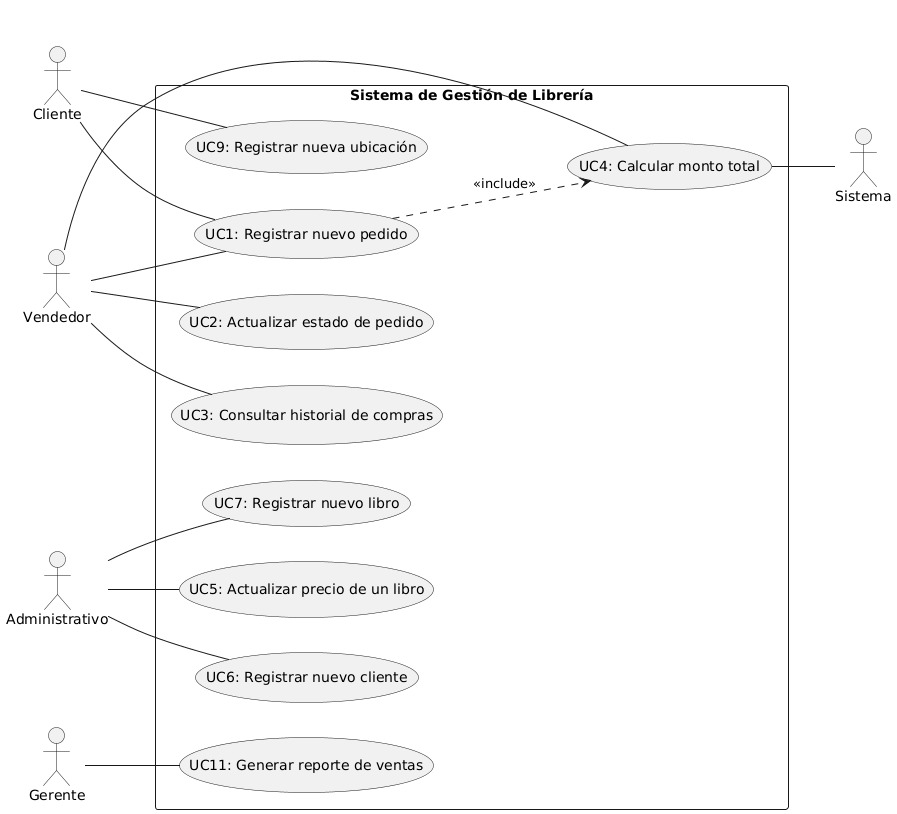 Sistema de Gestión de Librería
Cliente
UC9: Registrar nueva ubicación
UC4: Calcular monto total
Sistema
«include»
UC1: Registrar nuevo pedido
Vendedor
UC2: Actualizar estado de pedido
UC3: Consultar historial de compras
UC7: Registrar nuevo libro
Administrativo
UC5: Actualizar precio de un libro
UC6: Registrar nuevo cliente
Gerente
UC11: Generar reporte de ventas